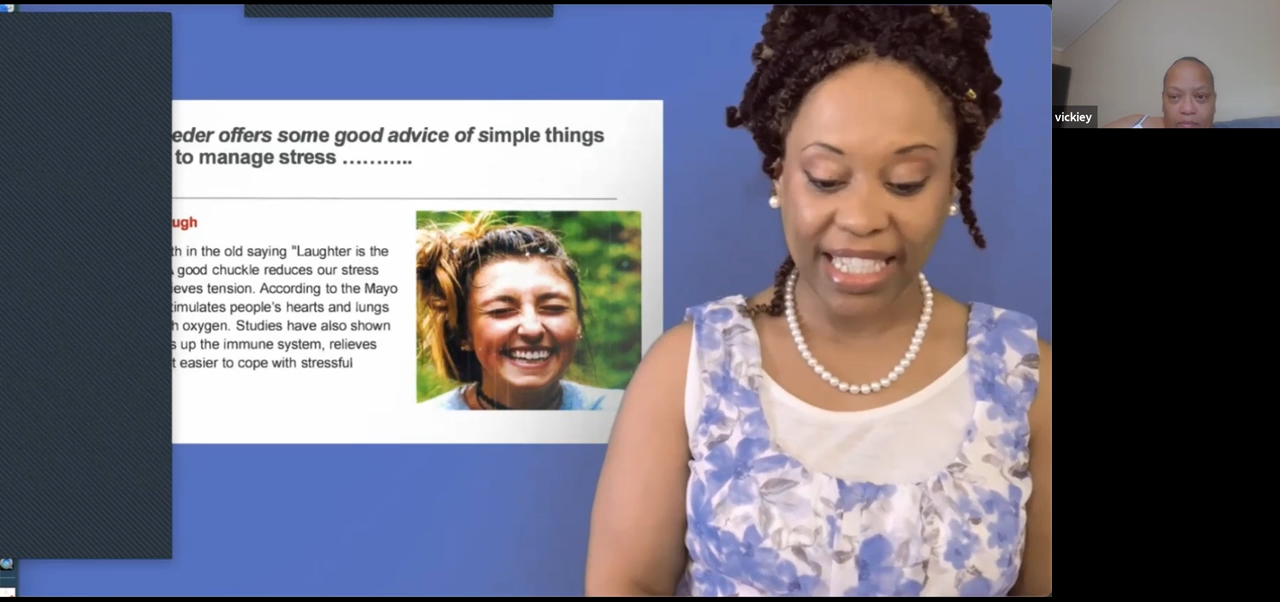 eder offers some good advice of simple things
to manage stress ………..
ugh
th in the old saying "Laughter is the
good chuckle reduces our stress
ieves tension. According to the Mayo
timulates people's hearts and lungs
h oxygen. Studies have also shown
s up the immune system, relieves
t easier to cope with stressful
vickiey